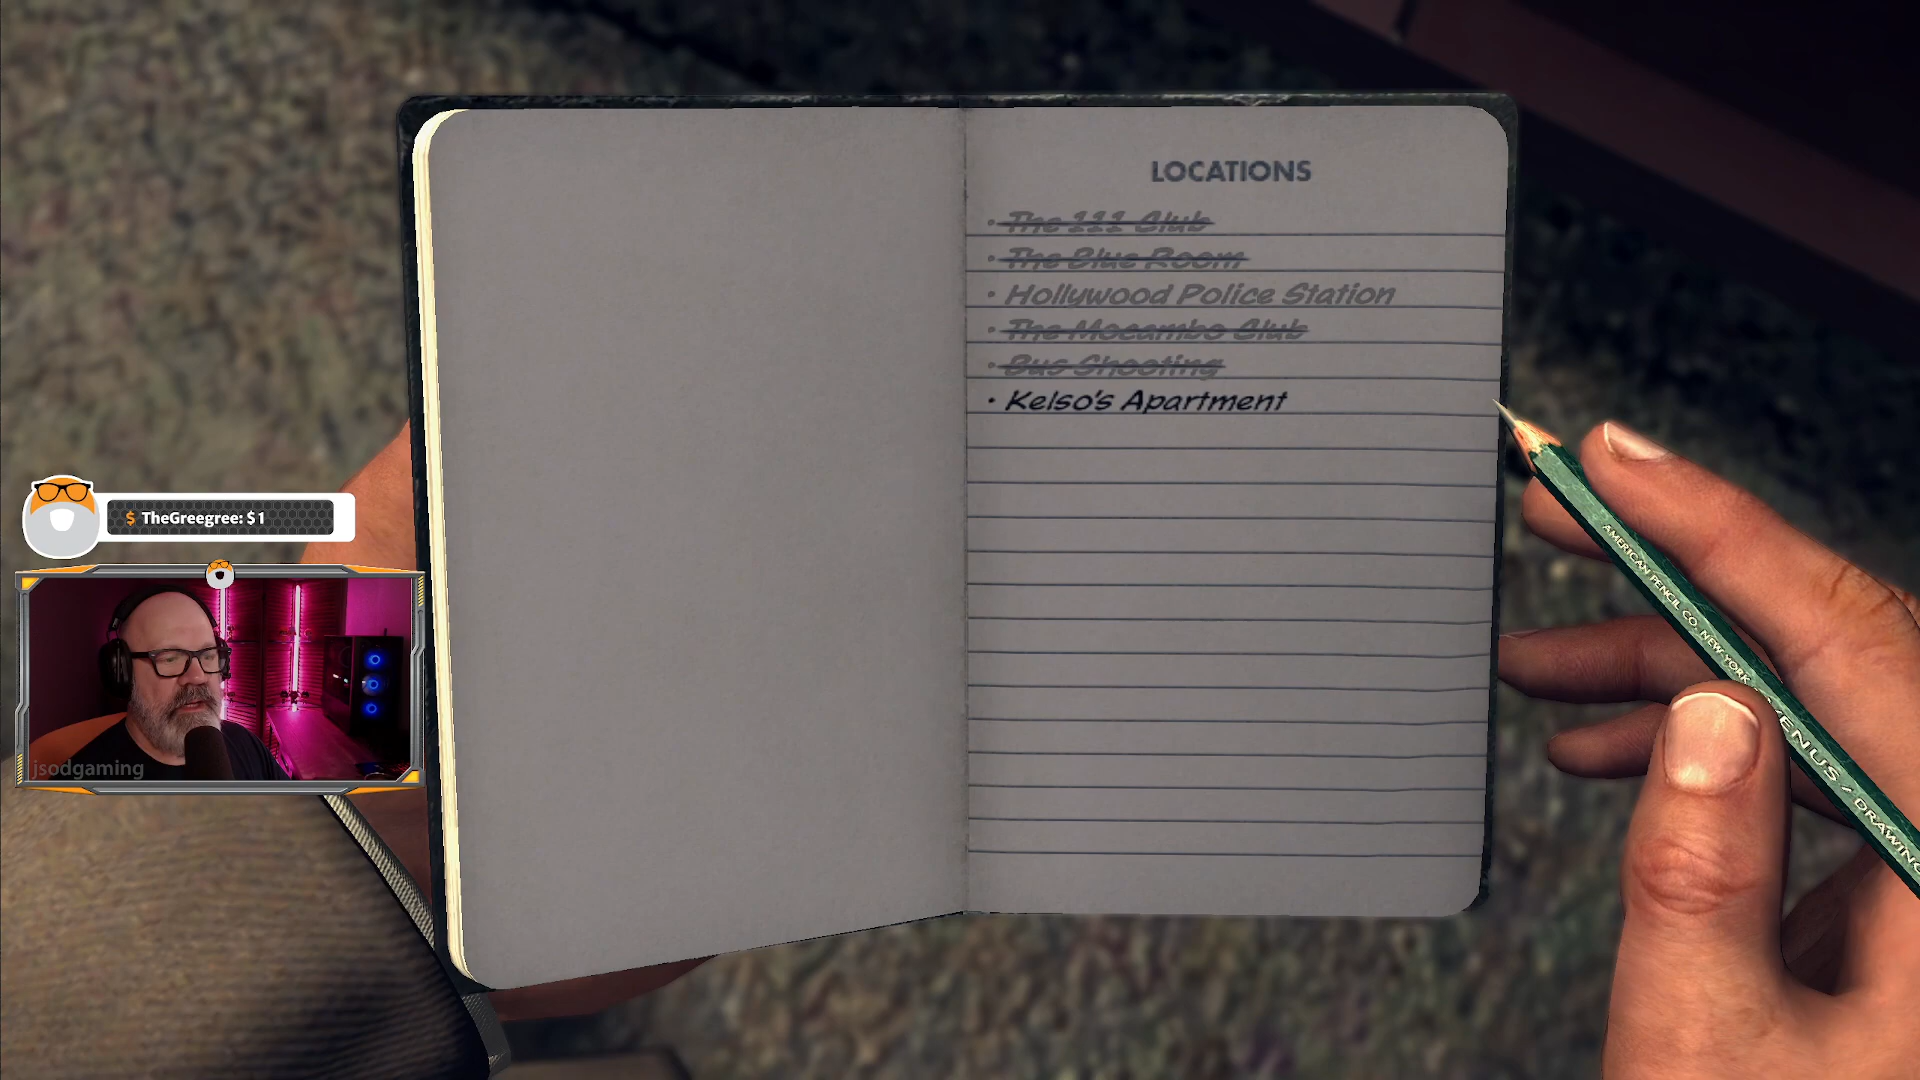 LOCATIONS
• The 111 Club
• The Blue Room
• Hollywood Police Station
• The Mocambo Club
• Bus Shooting
• Kelso's Apartment
$ TheGreegree: $1
jsodgaming
AMERICAN PENCIL CO. NEW YORK VENUS / DRAWING